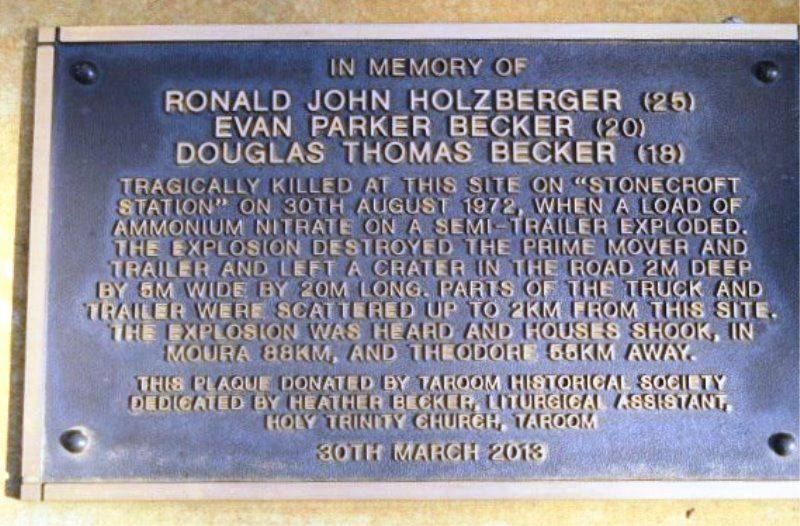 IN MEMORY OF
RONALD JOHN HOLZBERGER (25)
EVAN PARKER BECKER (20)
DOUGLAS THOMAS BECKER (18)
TRAGICALLY KILLED AT THIS SITE ON "STONECROFT
STATION" ON 30TH AUGUST 1972, WHEN A LOAD OF
AMMONIUM NITRATE ON A SEMI-TRAILER EXPLODED.
THE EXPLOSION DESTROYED THE PRIME MOVER AND
TRAILER AND LEFT A CRATER IN THE ROAD 2M DEEP
BY 5M WIDE BY 20M LONG. PARTS OF THE TRUCK AND
TRAILER WERE SCATTERED UP TO 2KM FROM THIS SITE.
THE EXPLOSION WAS HEARD AND HOUSES SHOOK, IN
MOURA 88KM, AND THEODORE 55KM AWAY.
THIS PLAQUE DONATED BY TAROOM HISTORICAL SOCIETY
DEDICATED BY HEATHER BECKER, LITURGICAL ASSISTANT,
HOLY TRINITY CHURCH, TAROOM
30TH MARCH 2013